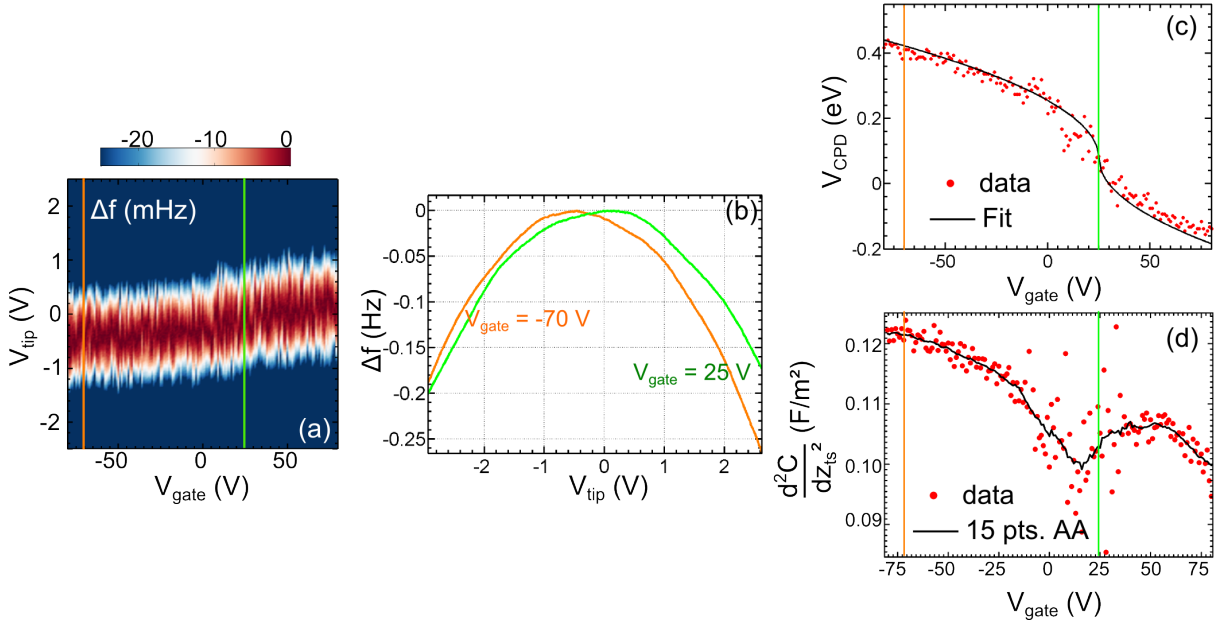 -20 -10 0
Δf (mHz)
2
1
0
-1
-2
V_tip (V)
-50 0 50
V_gate (V)
(a)
(b)
0
-0.05
-0.1
-0.15
-0.2
-0.25
Δf (Hz)
V_gate = -70 V
V_gate = 25 V
-2 -1 0 1 2
V_tip (V)
(c)
0.4
0.2
0
-0.2
V_CPD (eV)
data
Fit
-50 0 50
V_gate (V)
(d)
0.12
0.11
0.10
0.09
d²C
dz_ts² (F/m²)
data
15 pts. AA
-75 -50 -25 0 25 50 75
V_gate (V)